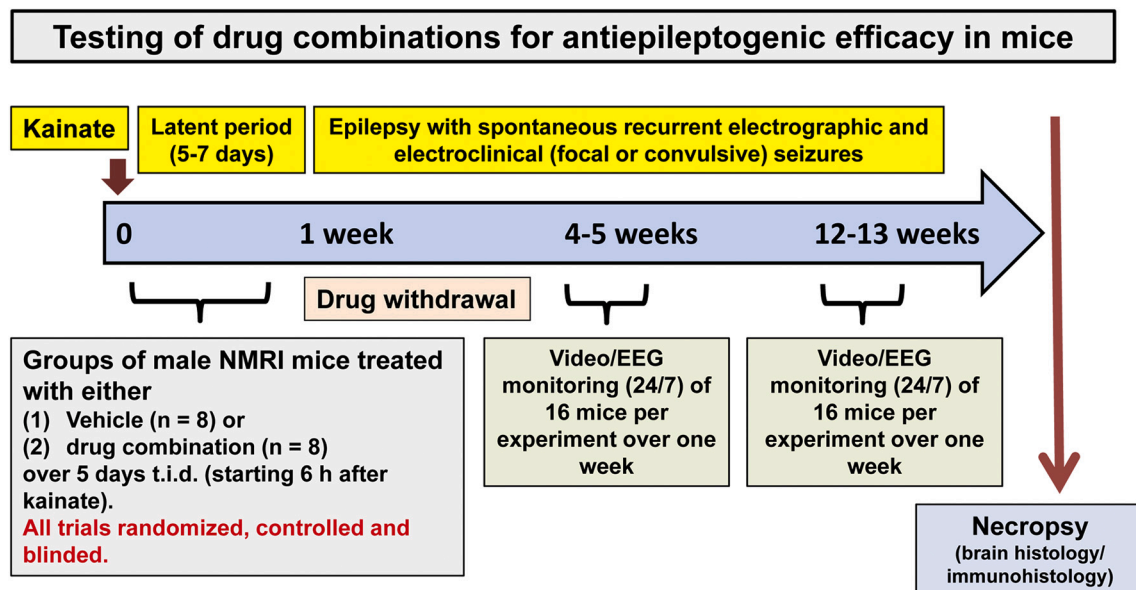 Testing of drug combinations for antiepileptogenic efficacy in mice
Kainate
Latent period
(5-7 days)
Epilepsy with spontaneous recurrent electrographic and
electroclinical (focal or convulsive) seizures
0
1 week
4-5 weeks
12-13 weeks
Drug withdrawal
Groups of male NMRI mice treated
with either
(1) Vehicle (n = 8) or
(2) drug combination (n = 8)
over 5 days t.i.d. (starting 6 h after
kainate).
All trials randomized, controlled and
blinded.
Video/EEG
monitoring (24/7) of
16 mice per
experiment over one
week
Video/EEG
monitoring (24/7) of
16 mice per
experiment over one
week
Necropsy
(brain histology/
immunohistology)